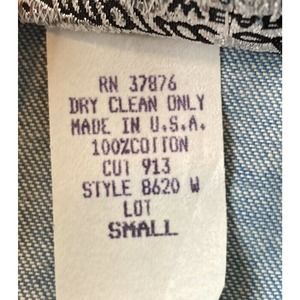 RN 37876
DRY CLEAN ONLY
MADE IN U.S.A.
100%COTTON
CUT 913
STYLE 8620 W
LOT
SMALL